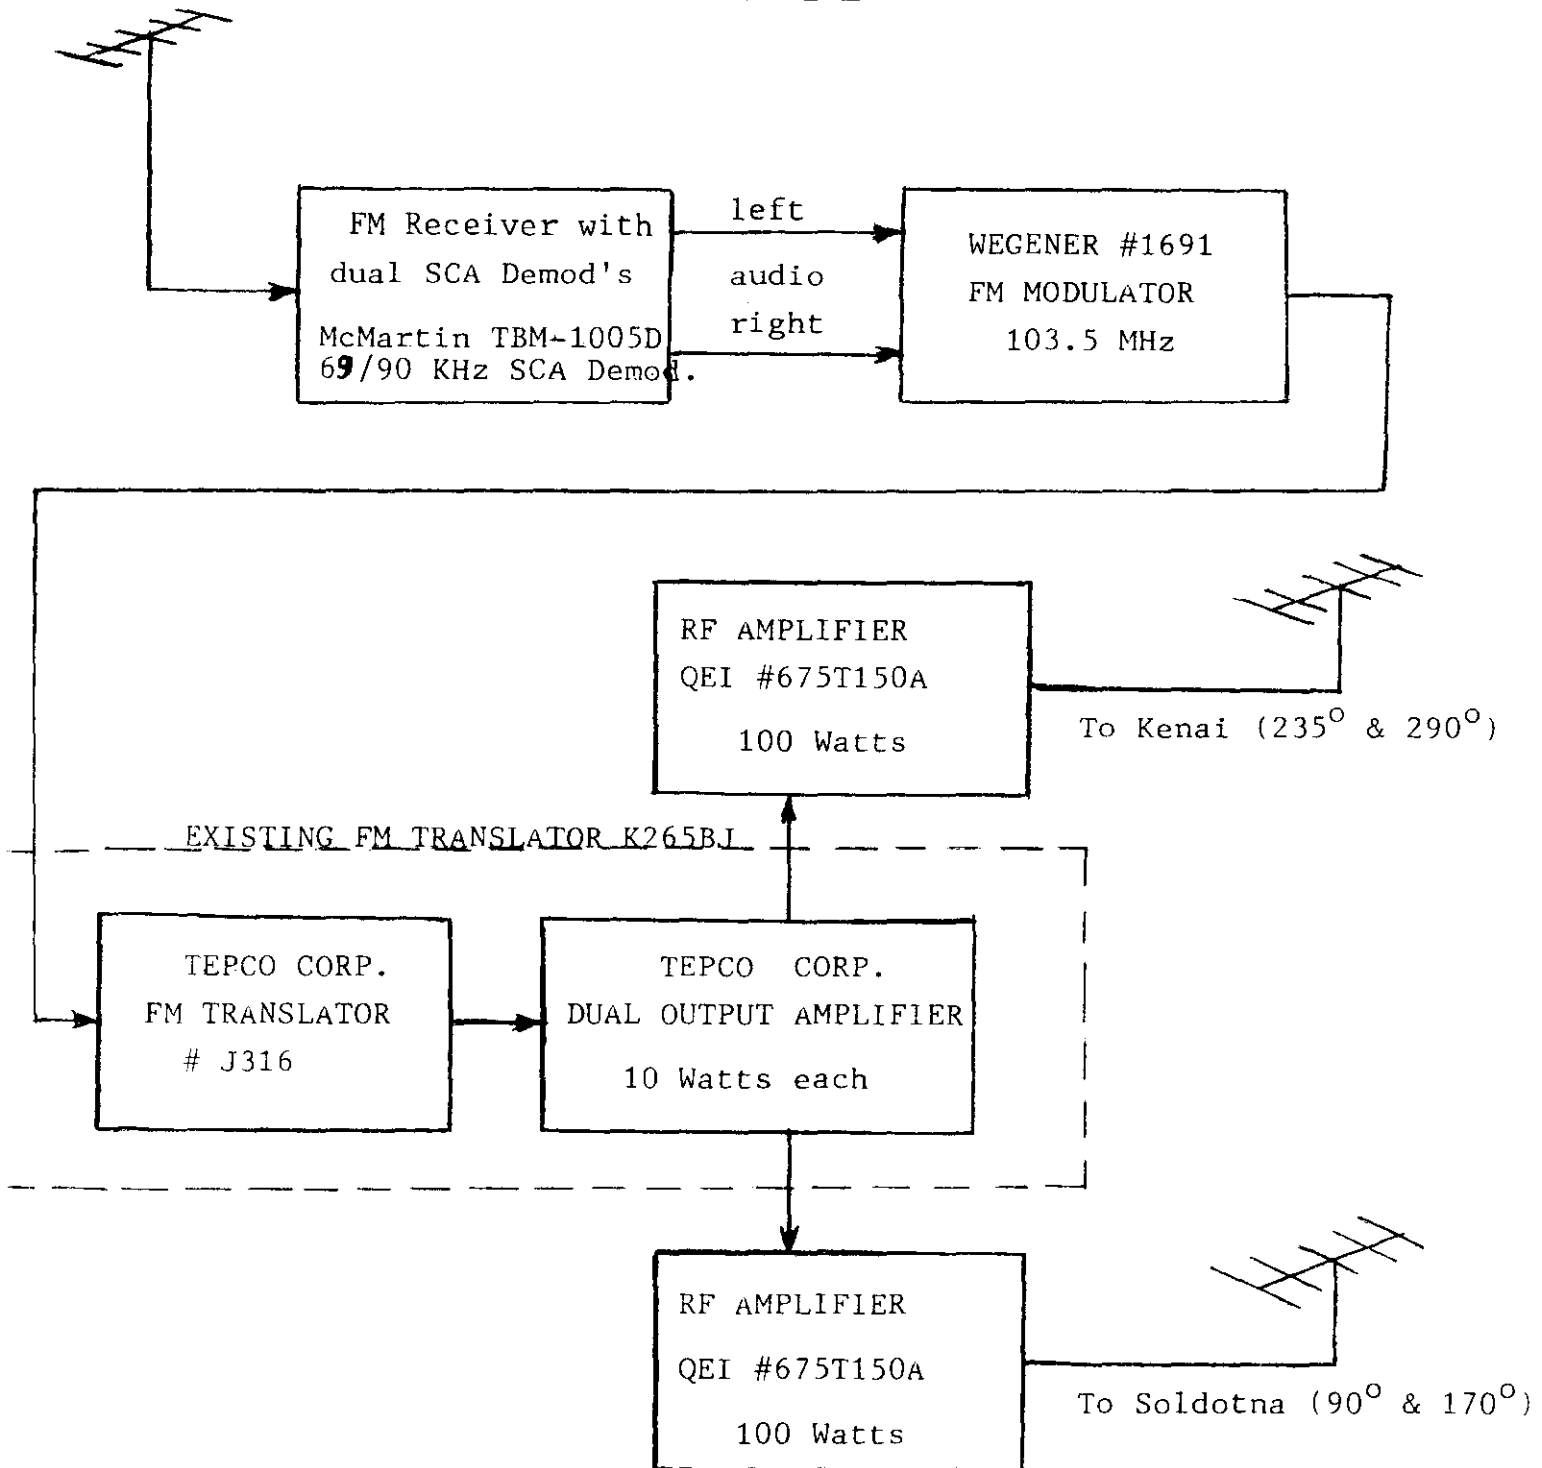 FM Receiver with
dual SCA Demod's
McMartin TBM-1005D
69/90 KHz SCA Demod.
left
audio
right
WEGENER #1691
FM MODULATOR
103.5 MHz
RF AMPLIFIER
QEI #675T150A
100 Watts
To Kenai (235° & 290°)
EXISTING FM TRANSLATOR K265BJ
TEPCO CORP.
FM TRANSLATOR
# J316
TEPCO CORP.
DUAL OUTPUT AMPLIFIER
10 Watts each
RF AMPLIFIER
QEI #675T150A
100 Watts
To Soldotna (90° & 170°)